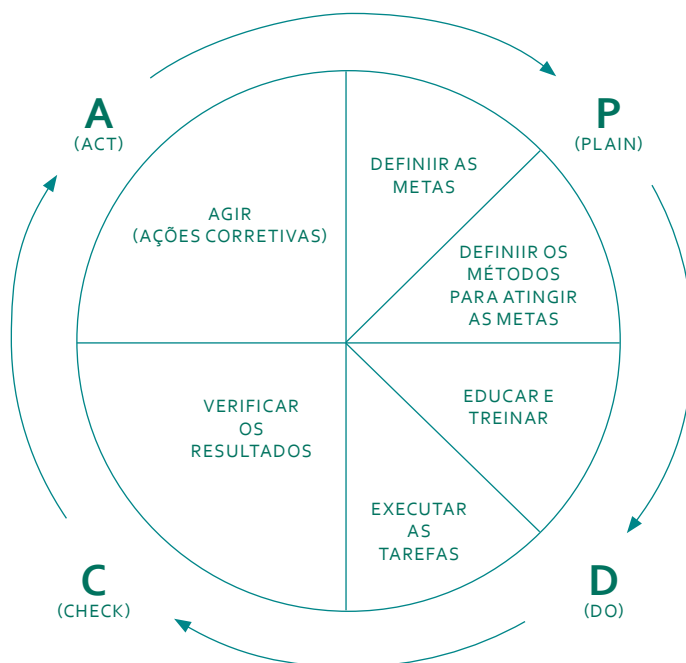 A
(ACT)
P
(PLAIN)
DEFINIIR AS
METAS
AGIR
(AÇÕES CORRETIVAS)
DEFINIIR OS
MÉTODOS
PARA ATINGIR
AS METAS
EDUCAR E
TREINAR
VERIFICAR
OS
RESULTADOS
EXECUTAR
AS
TAREFAS
C
(CHECK)
D
(DO)